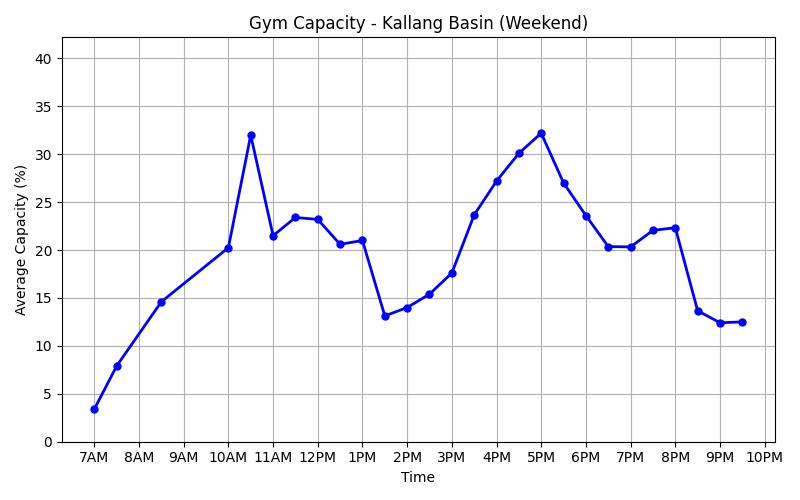 Gym Capacity - Kallang Basin (Weekend)
Average Capacity (%)
40
35
30
25
20
15
10
5
0
7AM 8AM 9AM 10AM 11AM 12PM 1PM 2PM 3PM 4PM 5PM 6PM 7PM 8PM 9PM 10PM
Time